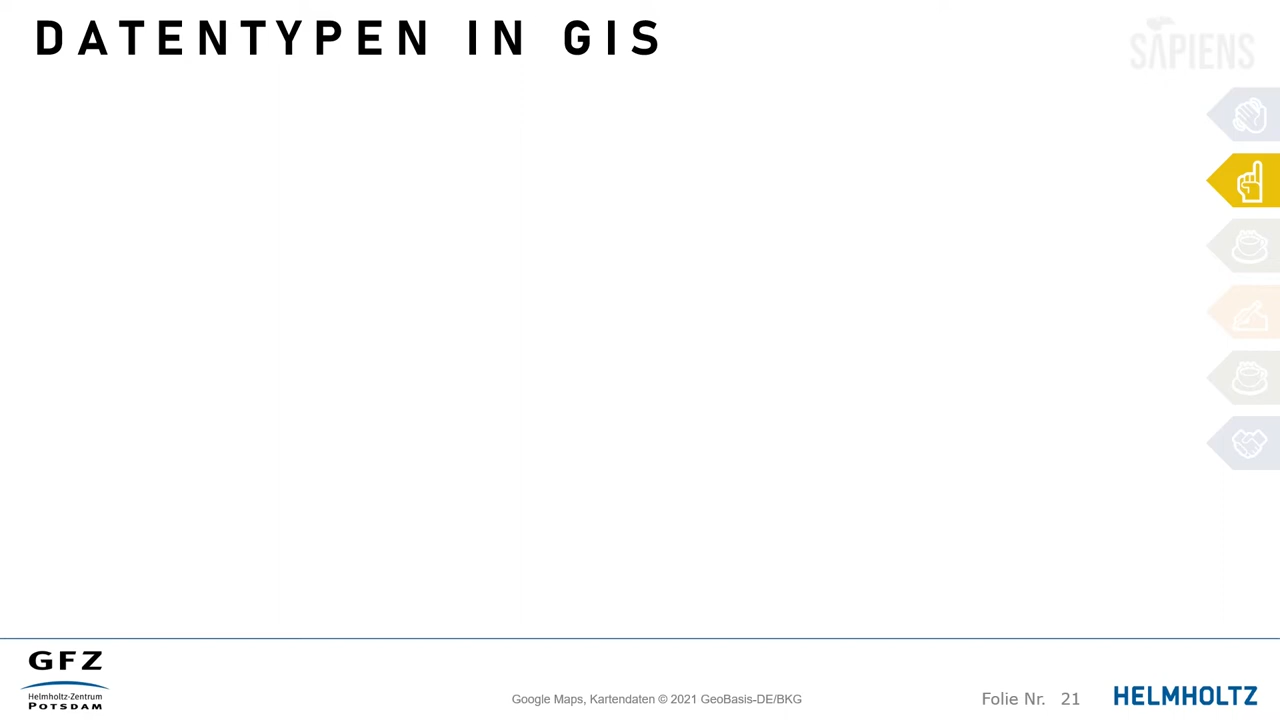 DATENTYPEN IN GIS
SAPIENS
GFZ
Helmholtz-Zentrum
POTSDAM
Google Maps, Kartendaten © 2021 GeoBasis-DE/BKG
Folie Nr. 21
HELMHOLTZ